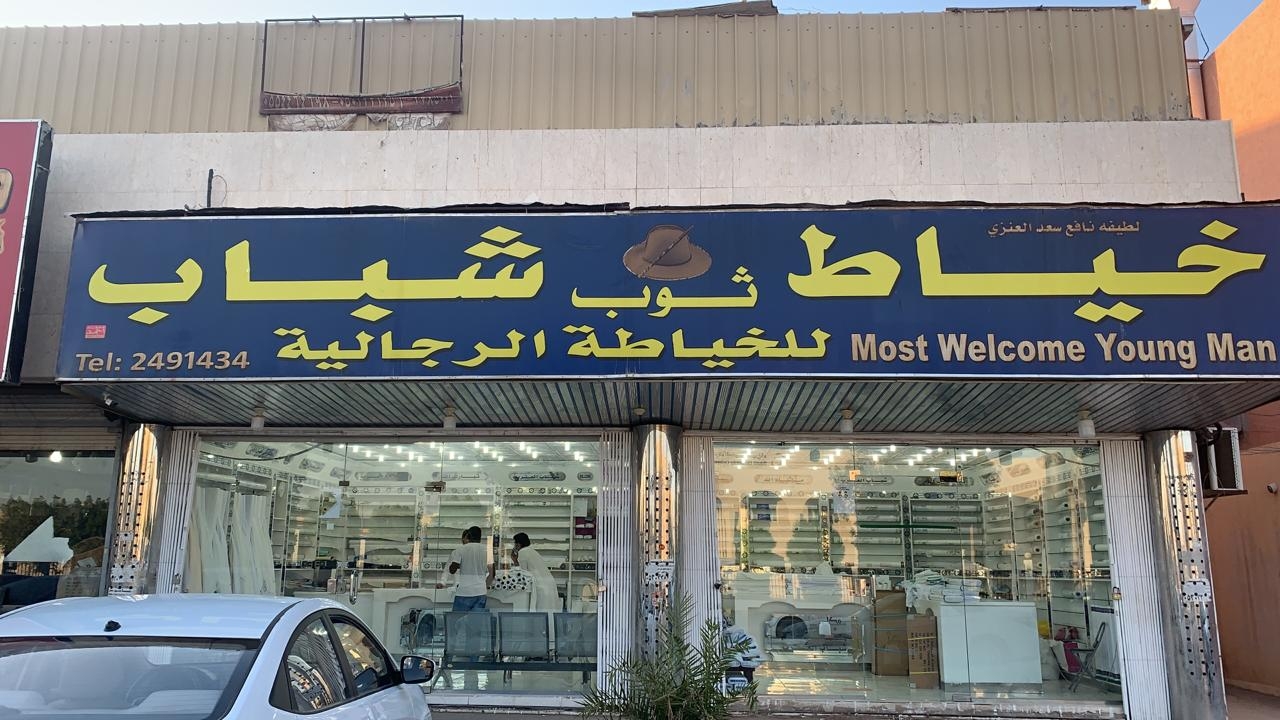 لطيفه نافع سعد العنزي
خياط ثوب شباب
للخياطة الرجالية
Most Welcome Young Man
Tel: 2491434